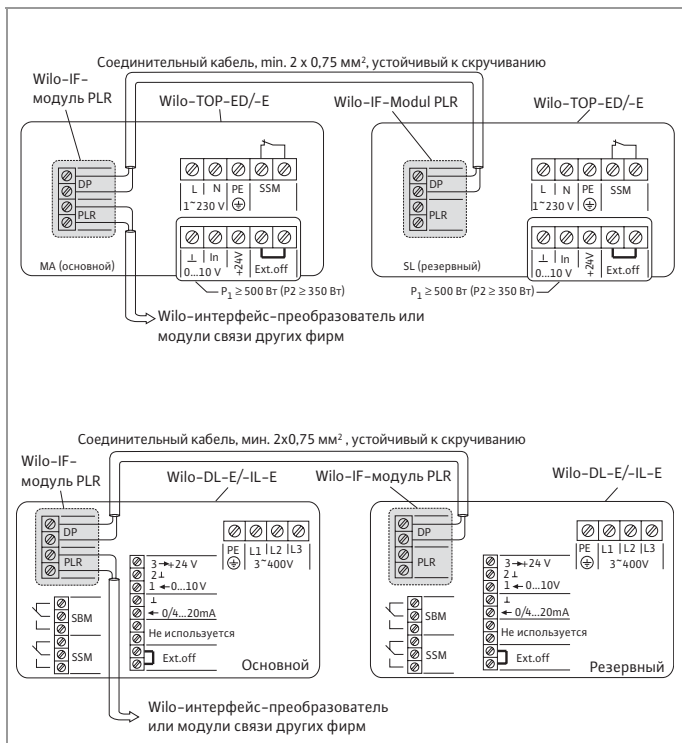 Соединительный кабель, min. 2 x 0,75 мм², устойчивый к скручиванию
Wilo-IF-
модуль PLR
Wilo-TOP-ED/-E
DP
PLR
L N PE SSM
1~230 V
MA (основной)
⊥ In +24V Ext.off
0...10 V
P1 ≥ 500 Вт (P2 ≥ 350 Вт)
Wilo-IF-Modul PLR
Wilo-TOP-ED/-E
DP
PLR
L N PE SSM
1~230 V
SL (резервный)
⊥ In +24V Ext.off
0...10 V
P1 ≥ 500 Вт (P2 ≥ 350 Вт)
Wilo-интерфейс-преобразователь или
модули связи других фирм
Соединительный кабель, мин. 2x0,75 мм² , устойчивый к скручиванию
Wilo-IF-
модуль PLR
Wilo-DL-E/-IL-E
DP
PLR
PE L1 L2 L3
3~400V
3 → +24 V
2 ⊥
1 ← 0...10V
⊥
← 0/4...20mA
Не используется
Ext.off
SBM
SSM
Основной
Wilo-IF-модуль PLR
Wilo-DL-E/-IL-E
DP
PLR
PE L1 L2 L3
3~400V
3 → +24 V
2 ⊥
1 ← 0...10V
⊥
← 0/4...20mA
Не используется
Ext.off
SBM
SSM
Резервный
Wilo-интерфейс-преобразователь
или модули связи других фирм